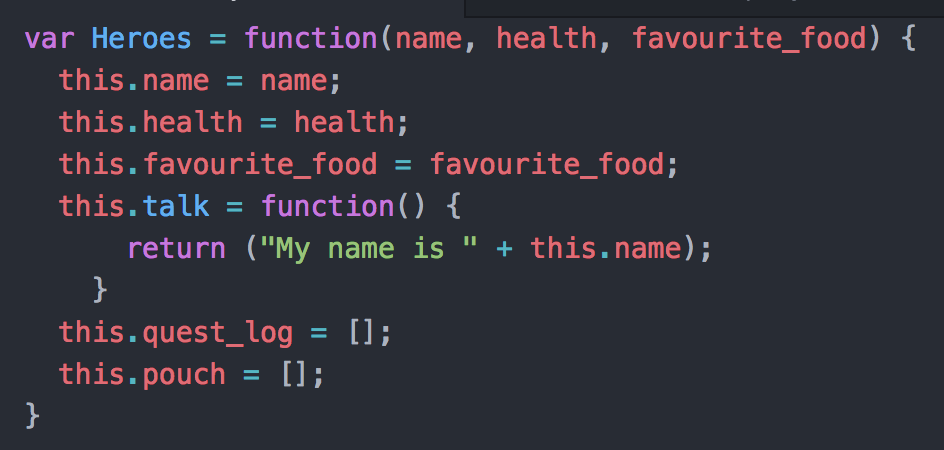 var Heroes = function(name, health, favourite_food) {
  this.name = name;
  this.health = health;
  this.favourite_food = favourite_food;
  this.talk = function() {
      return ("My name is " + this.name);
    }
  this.quest_log = [];
  this.pouch = [];
}